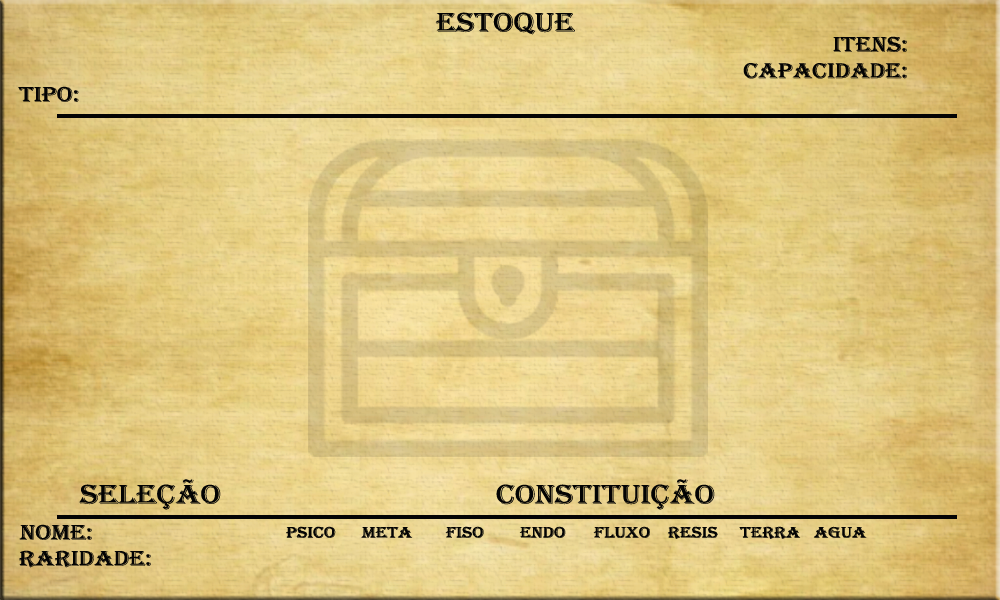 ESTOQUE
ITENS:
CAPACIDADE:
TIPO:
SELEÇÃO CONSTITUIÇÃO
NOME: PSICO META FISO ENDO FLUXO RESIS TERRA AGUA
RARIDADE: